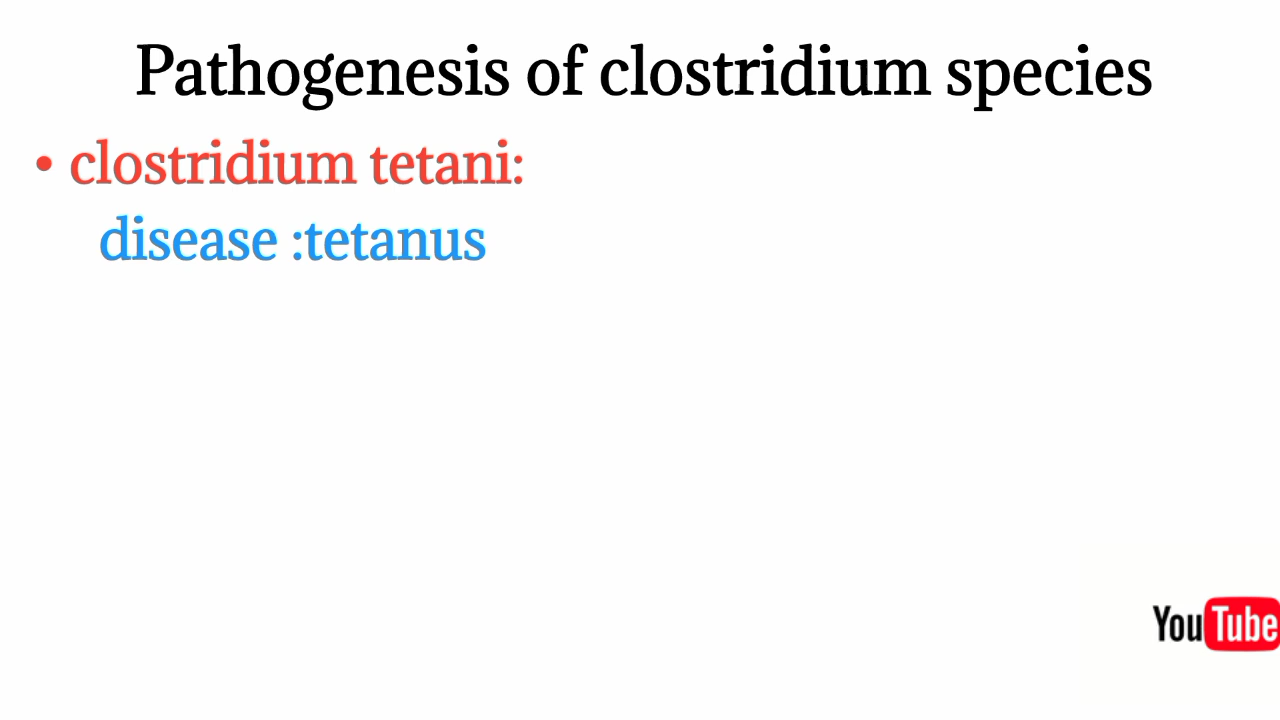 Pathogenesis of clostridium species
• clostridium tetani:
disease :tetanus
YouTube